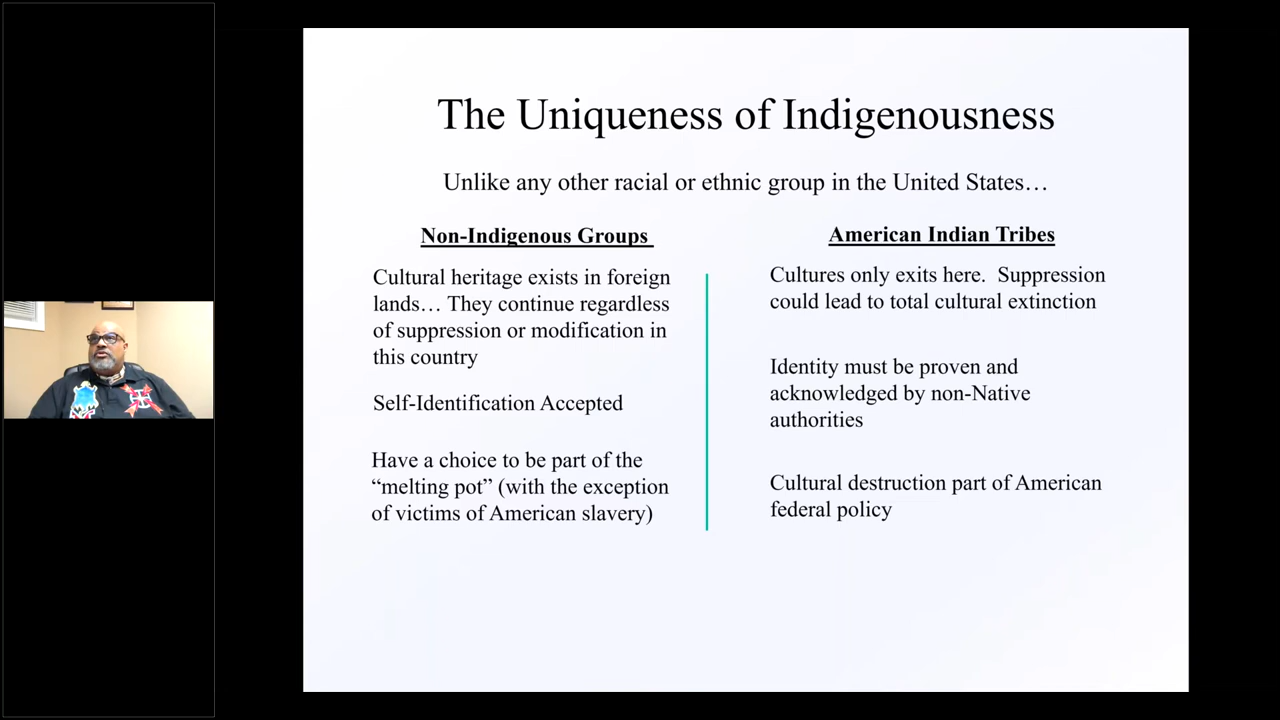 The Uniqueness of Indigenousness
Unlike any other racial or ethnic group in the United States…
Non-Indigenous Groups
Cultural heritage exists in foreign
lands… They continue regardless
of suppression or modification in
this country
Self-Identification Accepted
Have a choice to be part of the
“melting pot” (with the exception
of victims of American slavery)
American Indian Tribes
Cultures only exits here.  Suppression
could lead to total cultural extinction
Identity must be proven and
acknowledged by non-Native
authorities
Cultural destruction part of American
federal policy